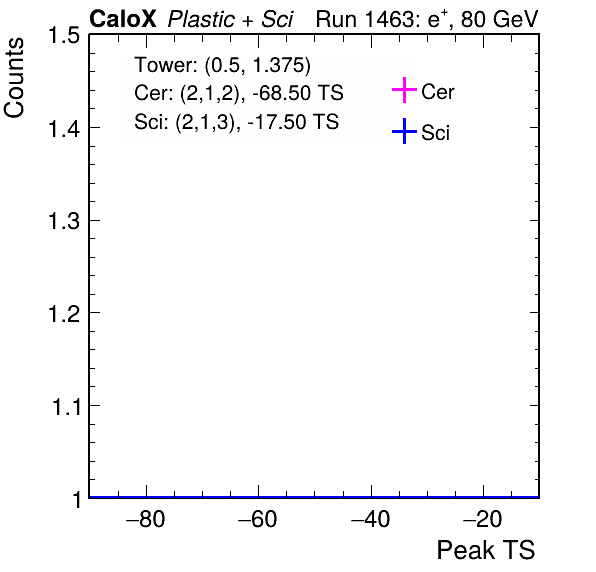 CaloX Plastic + Sci Run 1463: e⁺, 80 GeV
Counts
Tower: (0.5, 1.375)
Cer: (2,1,2), -68.50 TS
Sci: (2,1,3), -17.50 TS
Cer
Sci
1.5
1.4
1.3
1.2
1.1
1
−80 −60 −40 −20
Peak TS